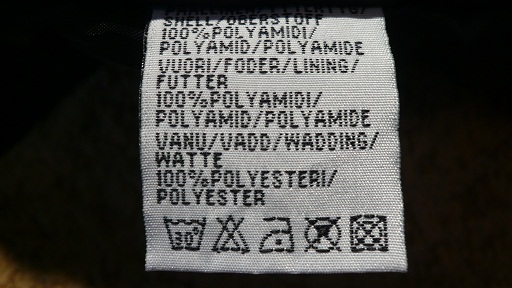 SHELL/OBERSTOFF
100%POLYAMIDI/
POLYAMID/POLYAMIDE
VUORI/FODER/LINING/
FUTTER
100%POLYAMIDI/
POLYAMID/POLYAMIDE
VANU/VADD/WADDING/
WATTE
100%POLYESTERI/
POLYESTER
30°